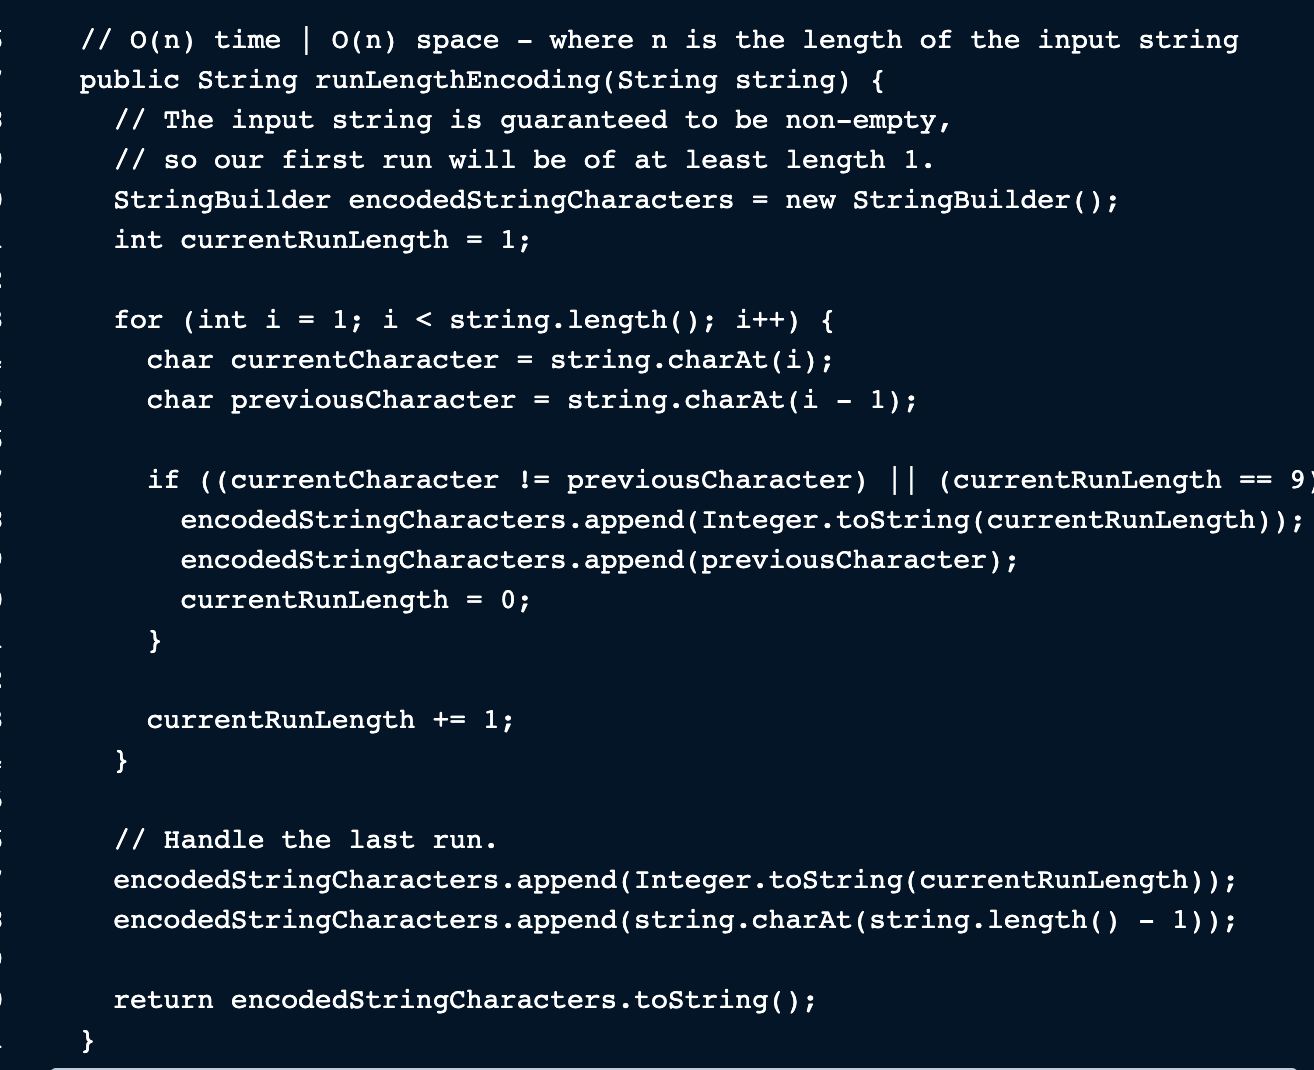 // O(n) time | O(n) space - where n is the length of the input string
public String runLengthEncoding(String string) {
// The input string is guaranteed to be non-empty,
// so our first run will be of at least length 1.
StringBuilder encodedStringCharacters = new StringBuilder();
int currentRunLength = 1;
for (int i = 1; i < string.length(); i++) {
char currentCharacter = string.charAt(i);
char previousCharacter = string.charAt(i - 1);
if ((currentCharacter != previousCharacter) || (currentRunLength == 9)
encodedStringCharacters.append(Integer.toString(currentRunLength));
encodedStringCharacters.append(previousCharacter);
currentRunLength = 0;
}
currentRunLength += 1;
}
// Handle the last run.
encodedStringCharacters.append(Integer.toString(currentRunLength));
encodedStringCharacters.append(string.charAt(string.length() - 1));
return encodedStringCharacters.toString();
}